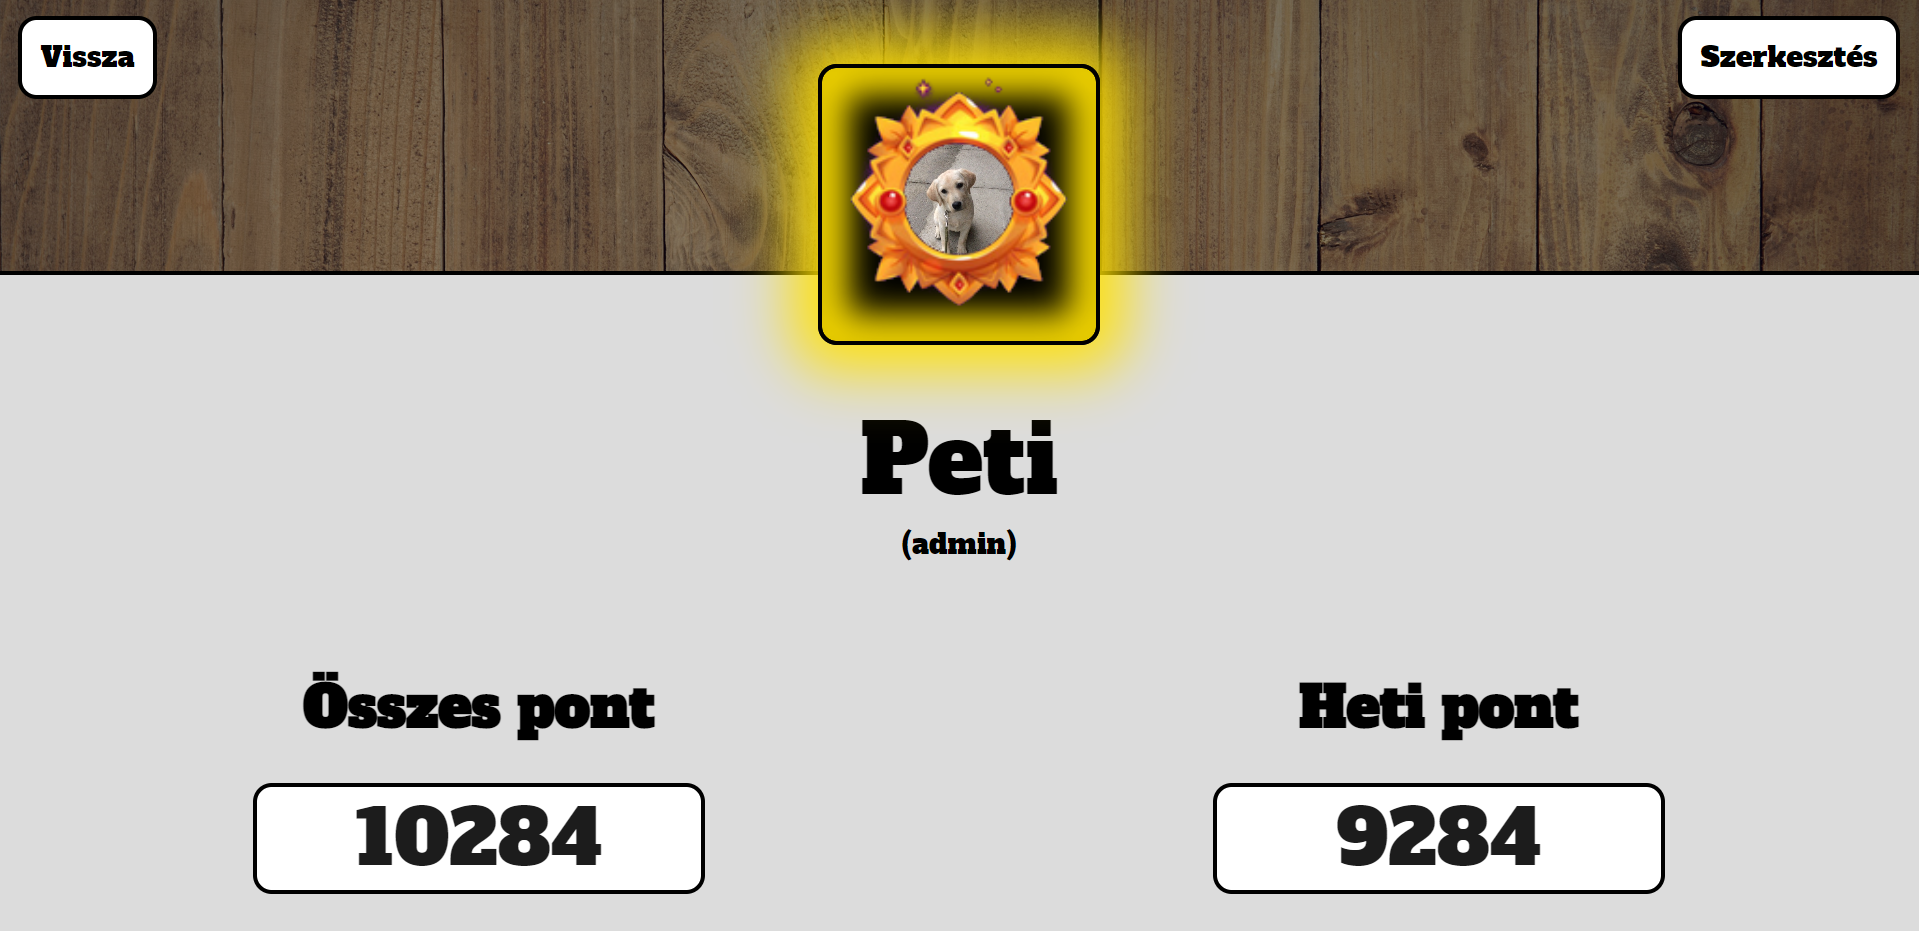 Vissza
Szerkesztés
Peti
(admin)
Összes pont
Heti pont
10284
9284